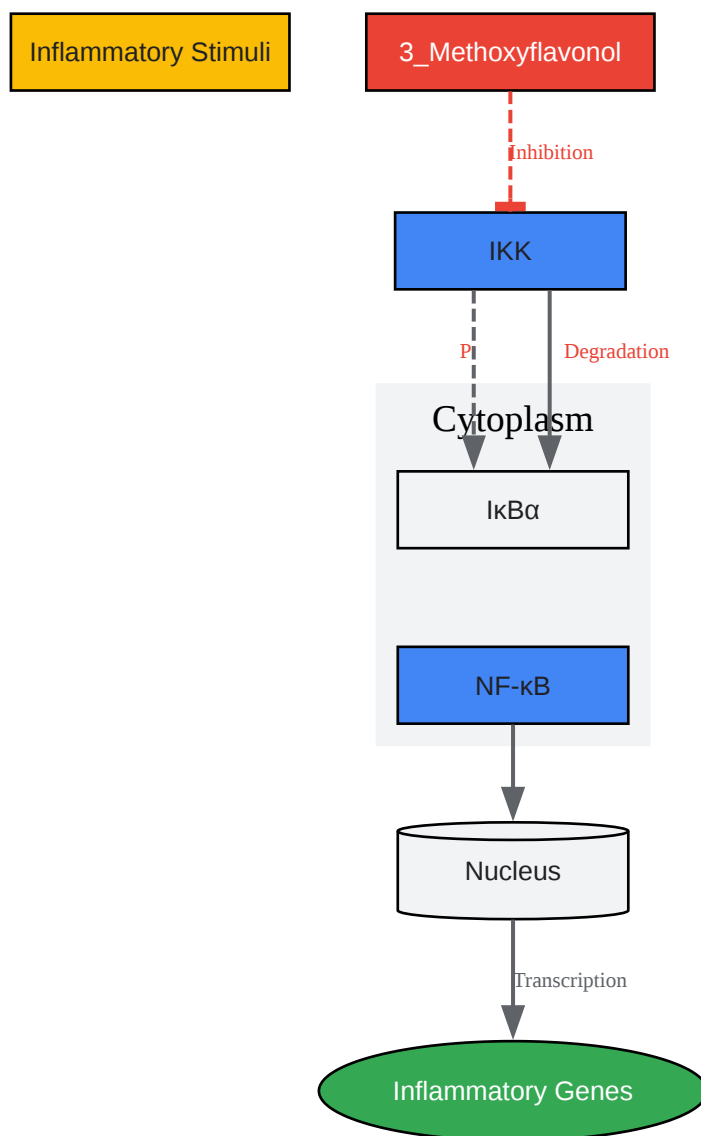 Inflammatory Stimuli
3_Methoxyflavonol
Inhibition
IKK
P
Degradation
Cytoplasm
IκBα
NF-κB
Nucleus
Transcription
Inflammatory Genes